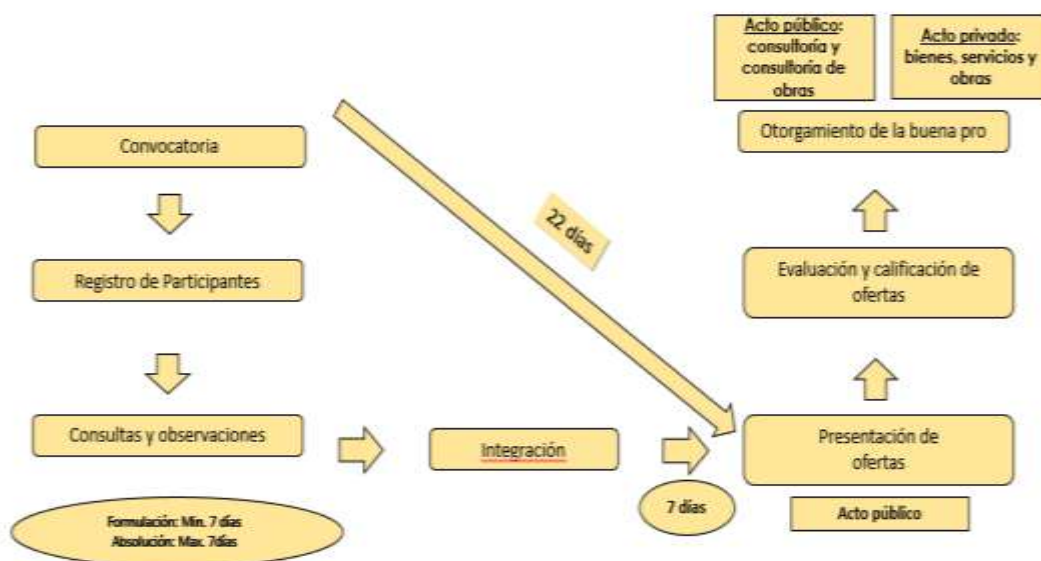 Acto público:
consultoría y
consultoría de
obras
Acto privado:
bienes, servicios y
obras
Otorgamiento de la buena pro
Convocatoria
22 días
Registro de Participantes
Evaluación y calificación de
ofertas
Consultas y observaciones
Integración
Presentación de
ofertas
7 días
Formulación: Min. 7 días
Absolución: Max. 7días
Acto público